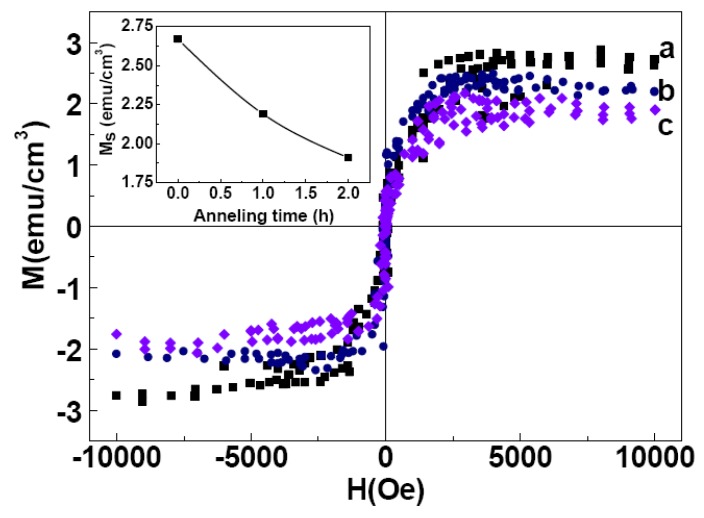 3
2
1
0
-1
-2
-3
M(emu/cm³)
2.75
2.50
2.25
2.00
1.75
Mₛ (emu/cm³)
0.0 0.5 1.0 1.5 2.0
Anneling time (h)
a
b
c
-10000 -5000 0 5000 10000
H(Oe)